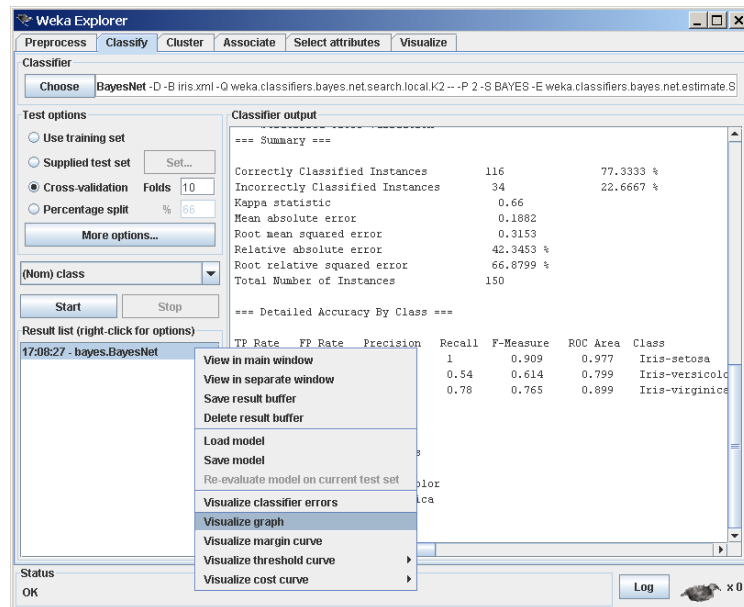 Weka Explorer
Preprocess Classify Cluster Associate Select attributes Visualize
Classifier
Choose BayesNet -D -B iris.xml -Q weka.classifiers.bayes.net.search.local.K2 -- -P 2 -S BAYES -E weka.classifiers.bayes.net.estimate.S
Test options
Use training set
Supplied test set Set...
Cross-validation Folds 10
Percentage split % 66
More options...
(Nom) class
Start Stop
Result list (right-click for options)
17:08:27 - bayes.BayesNet
Classifier output
=== Summary ===
Correctly Classified Instances 116 77.3333 %
Incorrectly Classified Instances 34 22.6667 %
Kappa statistic 0.66
Mean absolute error 0.1882
Root mean squared error 0.3153
Relative absolute error 42.3453 %
Root relative squared error 66.8799 %
Total Number of Instances 150
=== Detailed Accuracy By Class ===
TP Rate FP Rate Precision Recall F-Measure ROC Area Class
1 0.909 0.977 Iris-setosa
0.54 0.614 0.799 Iris-versicolo
0.78 0.765 0.899 Iris-virginica
s
olor
ica
View in main window
View in separate window
Save result buffer
Delete result buffer
Load model
Save model
Re-evaluate model on current test set
Visualize classifier errors
Visualize graph
Visualize margin curve
Visualize threshold curve
Visualize cost curve
Status
OK
Log x 0